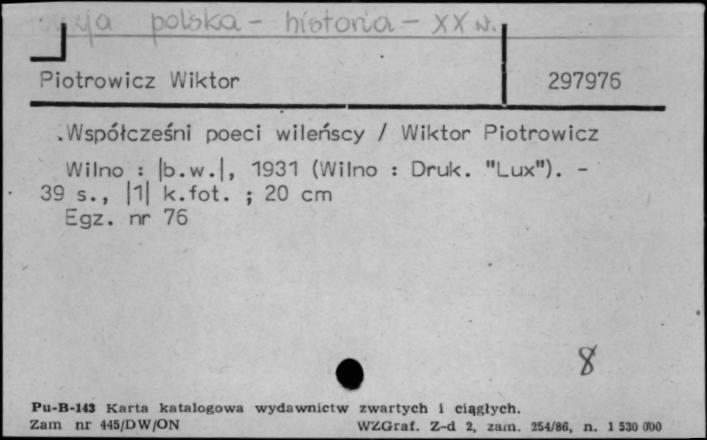 polska - historia - XX w.
Piotrowicz Wiktor 297976
.Współcześni poeci wileńscy / Wiktor Piotrowicz
Wilno : |b.w.|, 1931 (Wilno : Druk. "Lux"). -
39 s., |1| k.fot. ; 20 cm
Egz. nr 76
8
Pu-B-143 Karta katalogowa wydawnictw zwartych i ciągłych.
Zam nr 445/DW/ON WZGraf. Z-d 2, zam. 254/86, n. 1 530 000